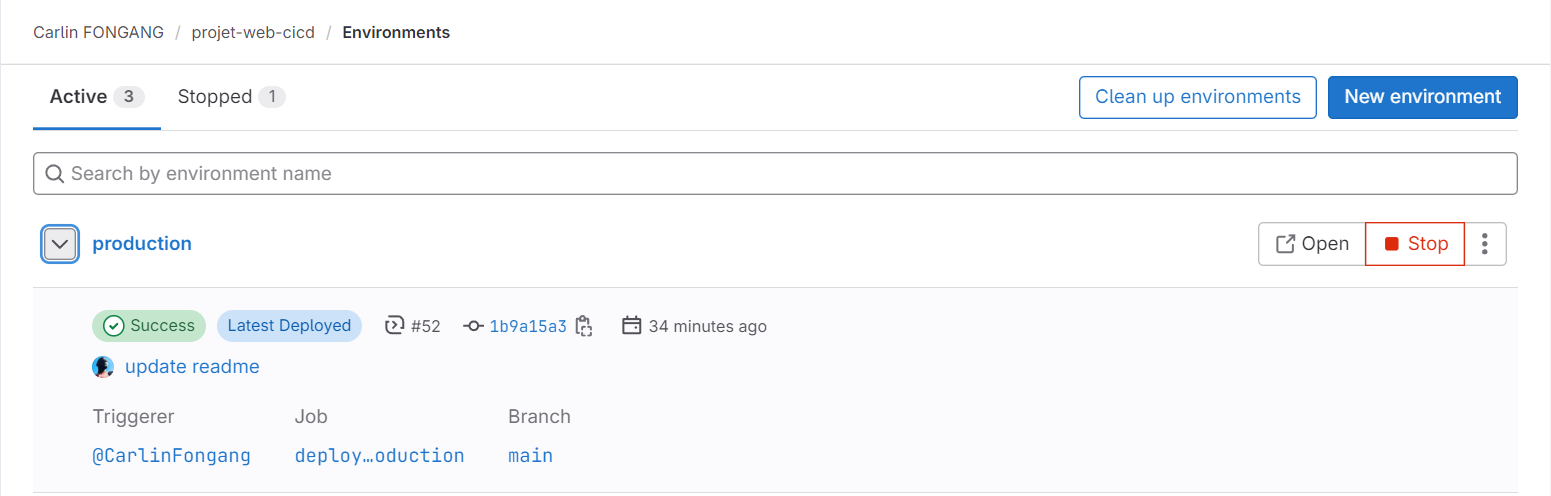 Carlin FONGANG / projet-web-cicd / Environments
Active 3 Stopped 1 Clean up environments New environment
Search by environment name
production Open Stop
Success Latest Deployed #52 1b9a15a3 34 minutes ago
update readme
Triggerer Job Branch
@CarlinFongang deploy…oduction main